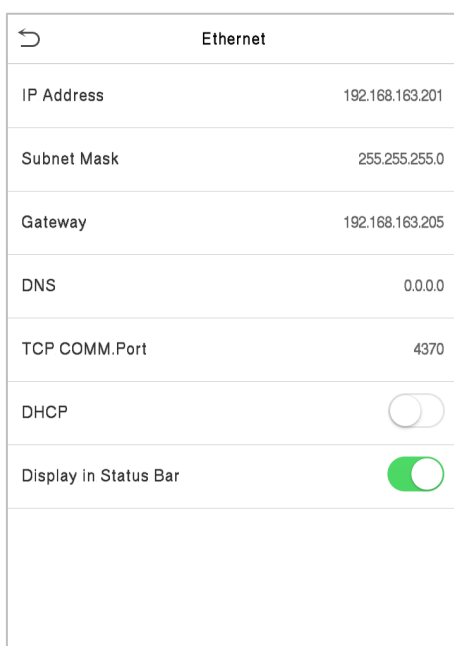 Ethernet
IP Address 192.168.163.201
Subnet Mask 255.255.255.0
Gateway 192.168.163.205
DNS 0.0.0.0
TCP COMM.Port 4370
DHCP
Display in Status Bar